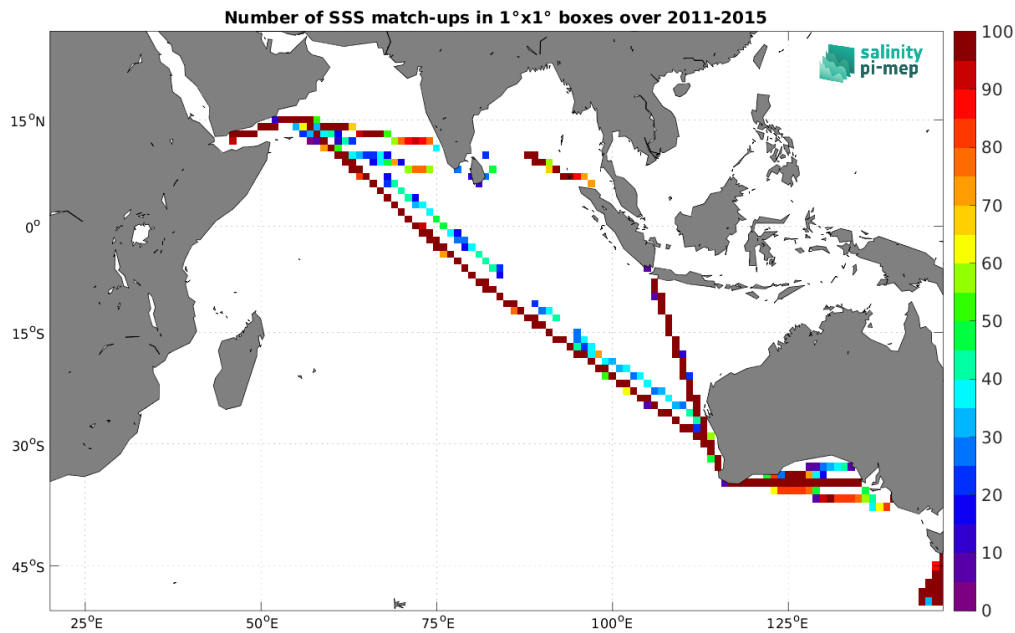 Number of SSS match-ups in 1°x1° boxes over 2011-2015
salinity
pi-mep
15°N
0°
15°S
30°S
45°S
25°E
50°E
75°E
100°E
125°E
100
90
80
70
60
50
40
30
20
10
0